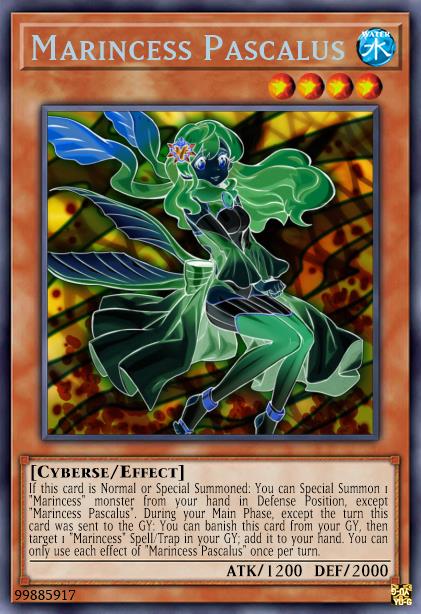 Marincess Pascalus
WATER
水
[Cyberse/Effect]
If this card is Normal or Special Summoned: You can Special Summon 1
"Marincess" monster from your hand in Defense Position, except
"Marincess Pascalus". During your Main Phase, except the turn this
card was sent to the GY: You can banish this card from your GY, then
target 1 "Marincess" Spell/Trap in your GY; add it to your hand. You can
only use each effect of "Marincess Pascalus" once per turn.
ATK/1200 DEF/2000
99885917